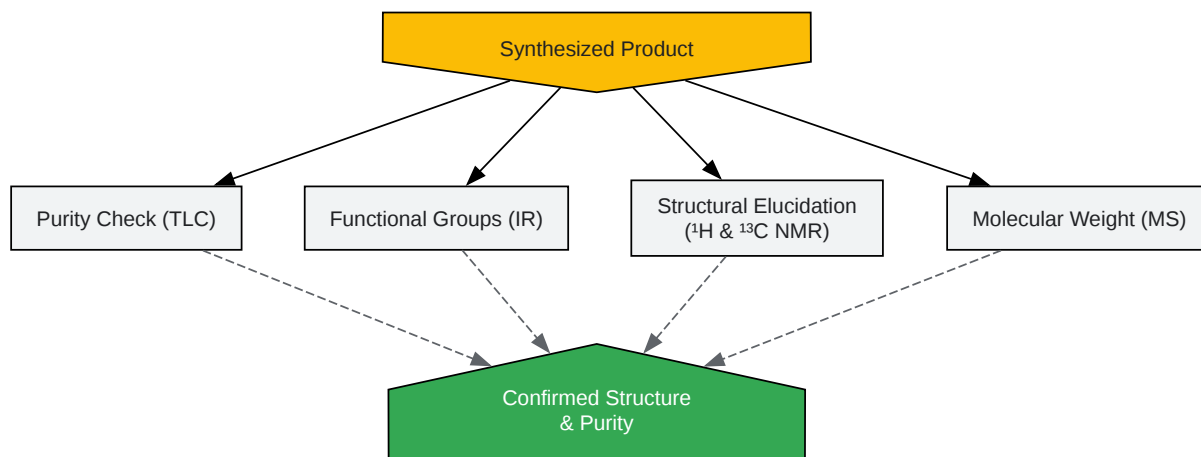 Synthesized Product
Purity Check (TLC)
Functional Groups (IR)
Structural Elucidation
(¹H & ¹³C NMR)
Molecular Weight (MS)
Confirmed Structure
& Purity